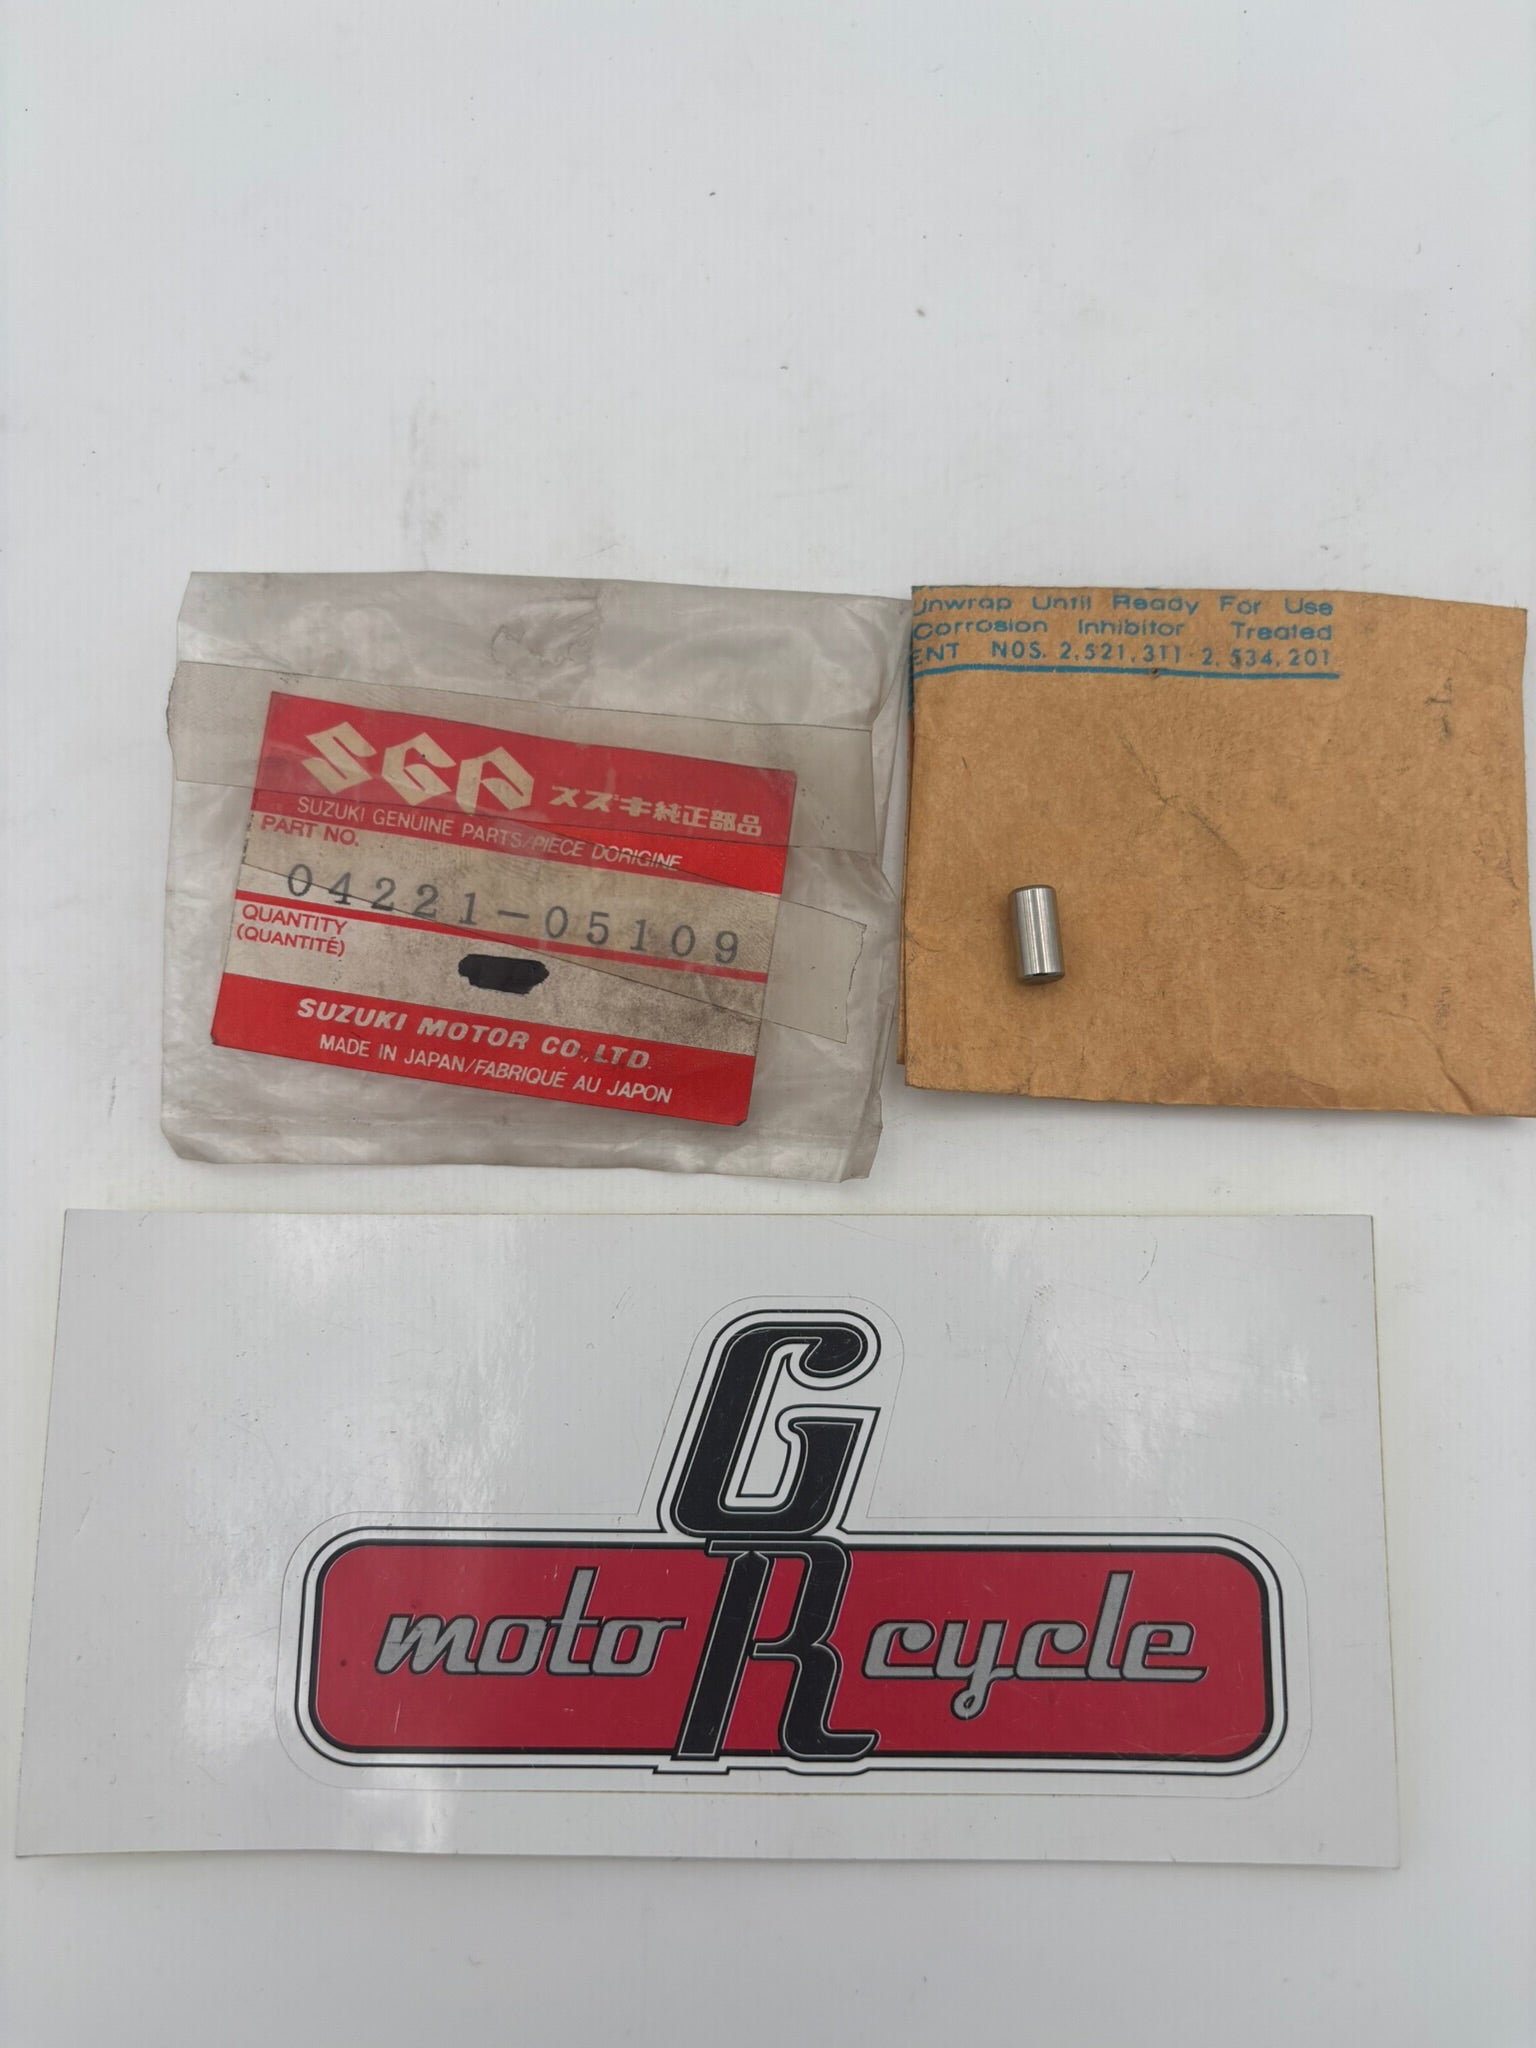 SGP スズキ純正部品
SUZUKI GENUINE PARTS/PIECE DORIGINE
PART NO.
04221-05109
QUANTITY
(QUANTITÉ)
SUZUKI MOTOR CO.,LTD.
MADE IN JAPAN/FABRIQUÉ AU JAPON
Unwrap Until Ready For Use
Corrosion Inhibitor Treated
ENT NOS. 2,521,311-2,534,201
GR
moto cycle